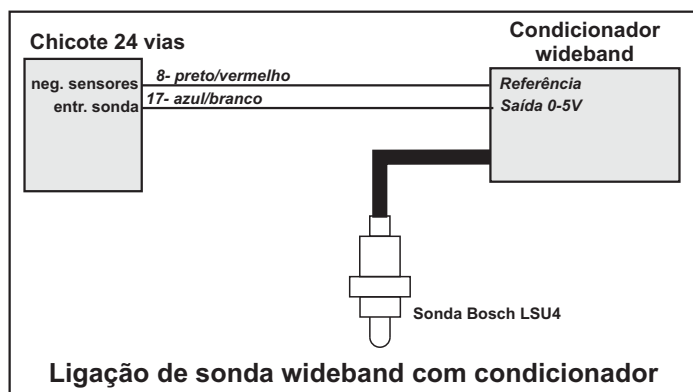 Chicote 24 vias
Condicionador
wideband
neg. sensores
8- preto/vermelho
Referência
entr. sonda
17- azul/branco
Saída 0-5V
Sonda Bosch LSU4
Ligação de sonda wideband com condicionador